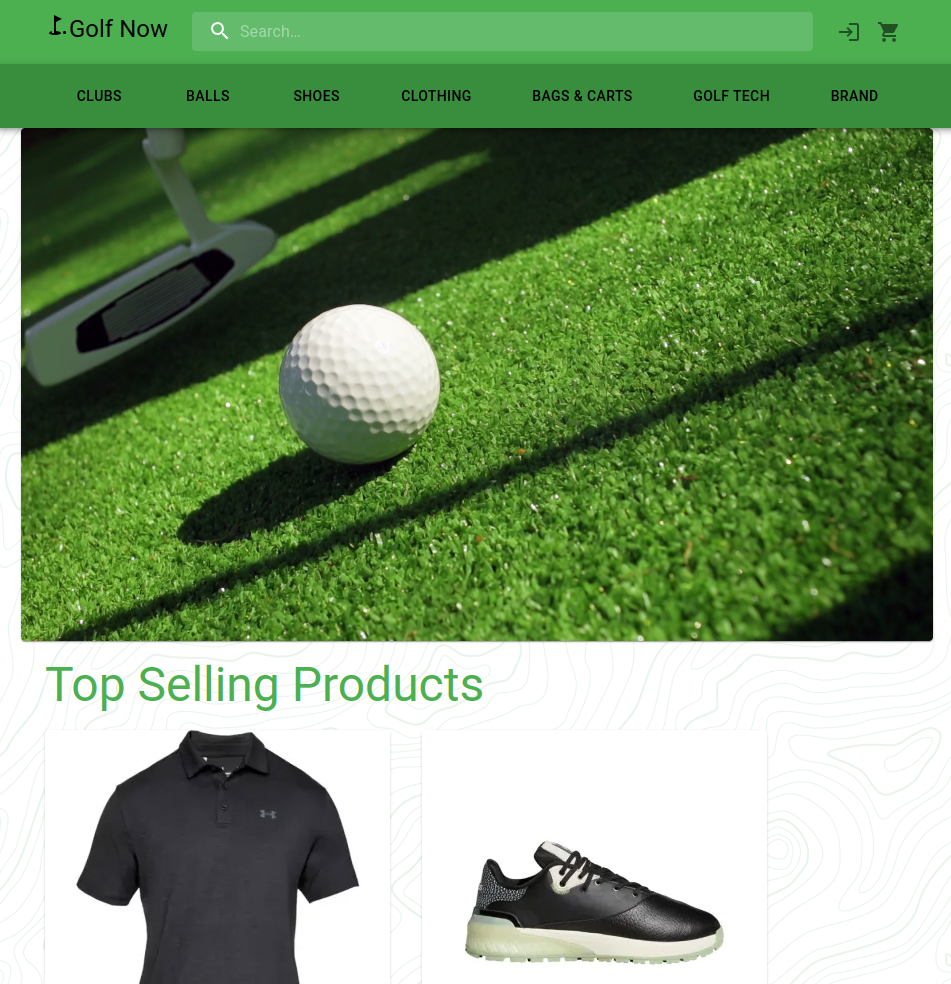 Golf Now
Search…
CLUBS BALLS SHOES CLOTHING BAGS & CARTS GOLF TECH BRAND
Top Selling Products